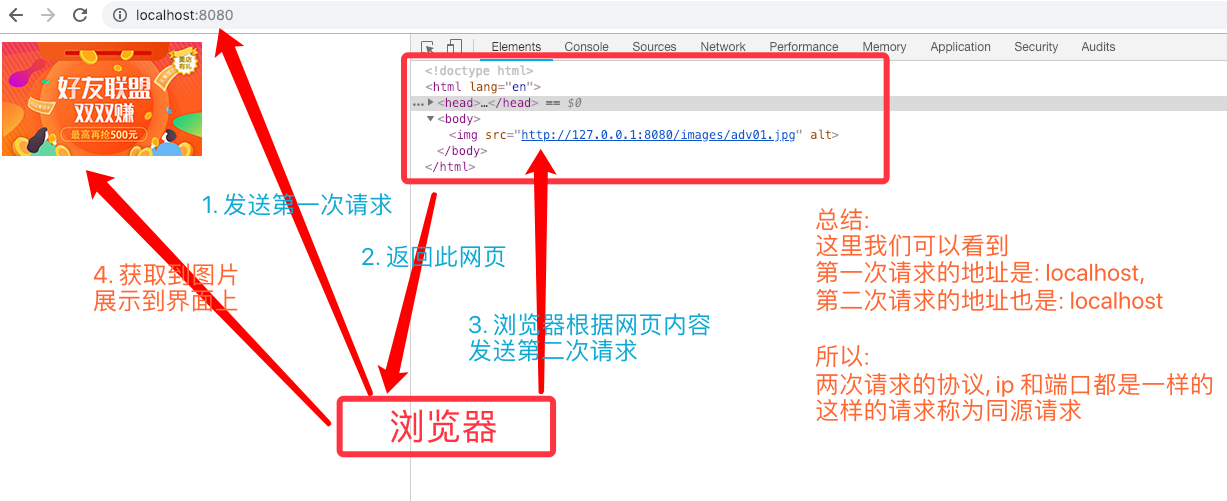 localhost:8080
美店
有礼
好友联盟
双双赚
最高再抢500元
Elements Console Sources Network Performance Memory Application Security Audits
<!doctype html>
<html lang="en">
… ▶<head>…</head> == $0
▼<body>
<img src="http://127.0.0.1:8080/images/adv01.jpg" alt>
</body>
</html>
1. 发送第一次请求
2. 返回此网页
4. 获取到图片
展示到界面上
3. 浏览器根据网页内容
发送第二次请求
浏览器
总结:
这里我们可以看到
第一次请求的地址是: localhost,
第二次请求的地址也是: localhost
所以:
两次请求的协议, ip 和端口都是一样的
这样的请求称为同源请求